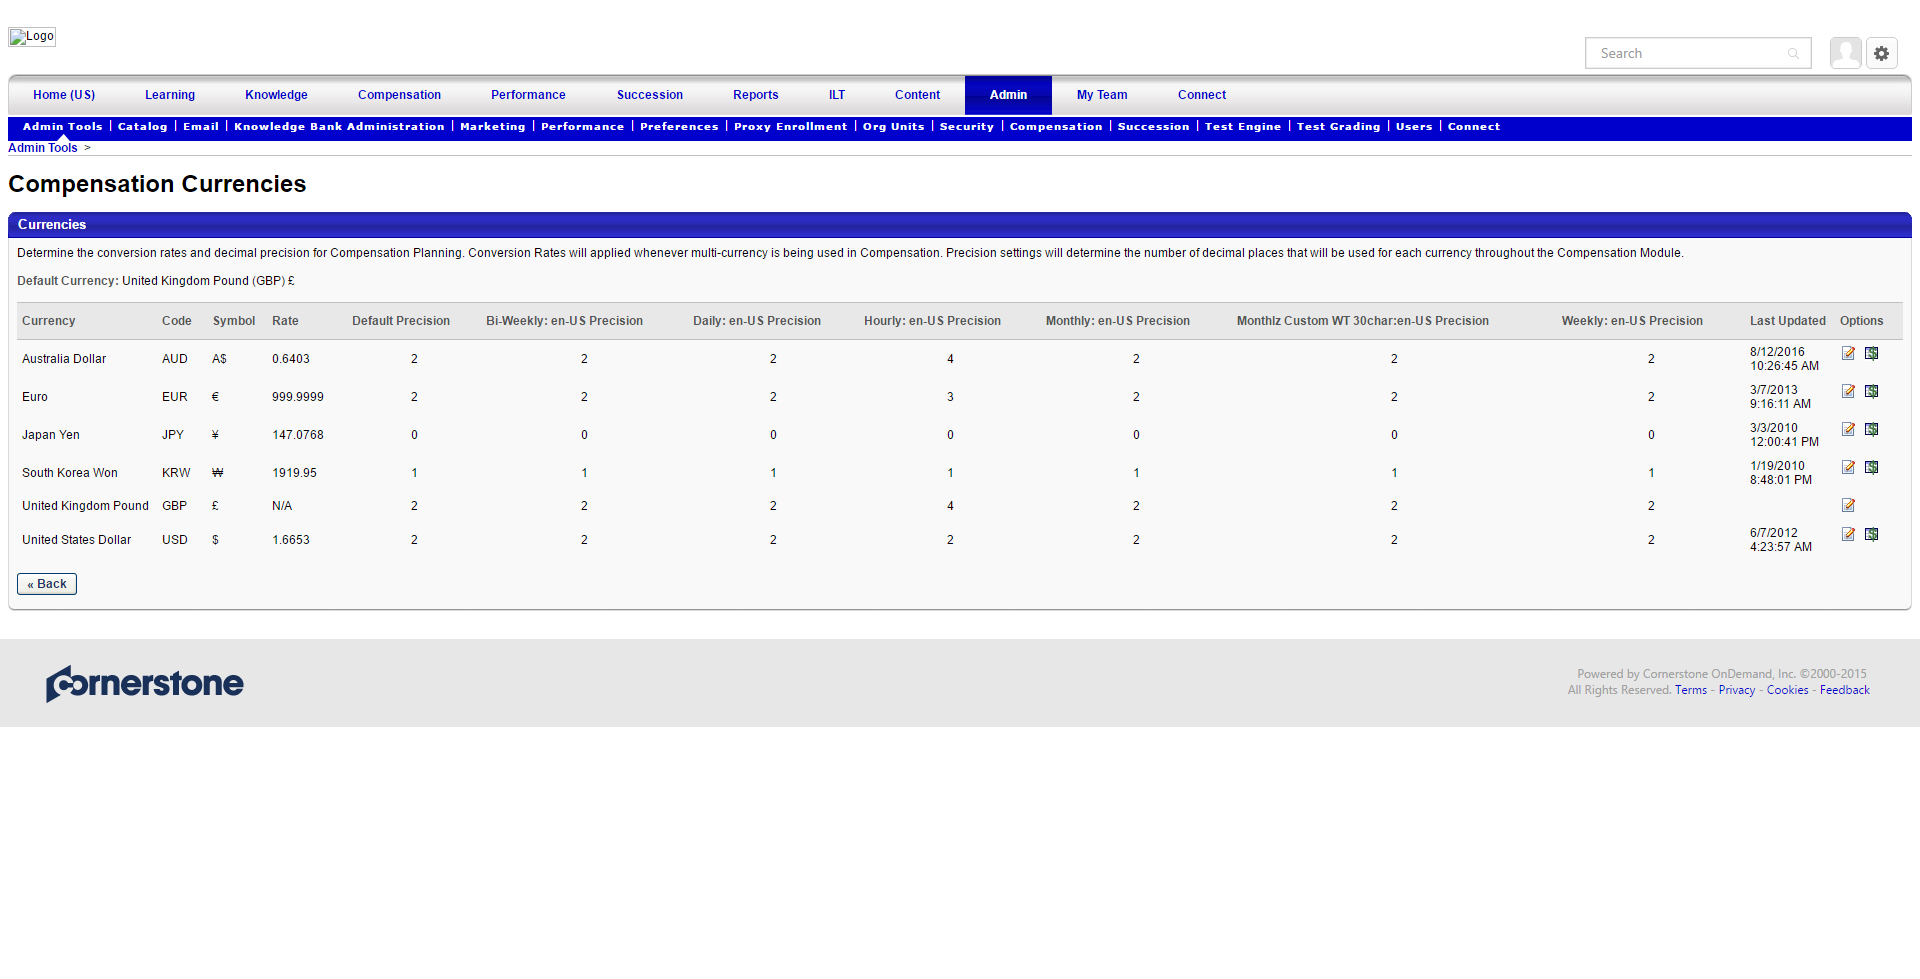 Logo
Search
Home (US) Learning Knowledge Compensation Performance Succession Reports ILT Content Admin My Team Connect
Admin Tools | Catalog | Email | Knowledge Bank Administration | Marketing | Performance | Preferences | Proxy Enrollment | Org Units | Security | Compensation | Succession | Test Engine | Test Grading | Users | Connect
Admin Tools >
Compensation Currencies
Currencies
Determine the conversion rates and decimal precision for Compensation Planning. Conversion Rates will applied whenever multi-currency is being used in Compensation. Precision settings will determine the number of decimal places that will be used for each currency throughout the Compensation Module.
Default Currency: United Kingdom Pound (GBP) £
Currency Code Symbol Rate Default Precision Bi-Weekly: en-US Precision Daily: en-US Precision Hourly: en-US Precision Monthly: en-US Precision Monthlz Custom WT 30char:en-US Precision Weekly: en-US Precision Last Updated Options
Australia Dollar AUD A$ 0.6403 2 2 2 4 2 2 2 8/12/2016 10:26:45 AM
Euro EUR € 999.9999 2 2 2 3 2 2 2 3/7/2013 9:16:11 AM
Japan Yen JPY ¥ 147.0768 0 0 0 0 0 0 0 3/3/2010 12:00:41 PM
South Korea Won KRW ₩ 1919.95 1 1 1 1 1 1 1 1/19/2010 8:48:01 PM
United Kingdom Pound GBP £ N/A 2 2 2 4 2 2 2
United States Dollar USD $ 1.6653 2 2 2 2 2 2 2 6/7/2012 4:23:57 AM
« Back
Cornerstone
Powered by Cornerstone OnDemand, Inc. ©2000-2015
All Rights Reserved. Terms - Privacy - Cookies - Feedback